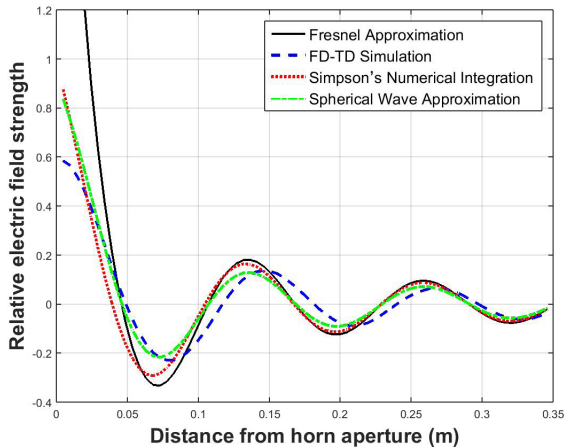 1.2
1
0.8
0.6
0.4
0.2
0
-0.2
-0.4
Relative electric field strength
Fresnel Approximation
FD-TD Simulation
Simpson's Numerical Integration
Spherical Wave Approximation
0 0.05 0.1 0.15 0.2 0.25 0.3 0.35
Distance from horn aperture (m)